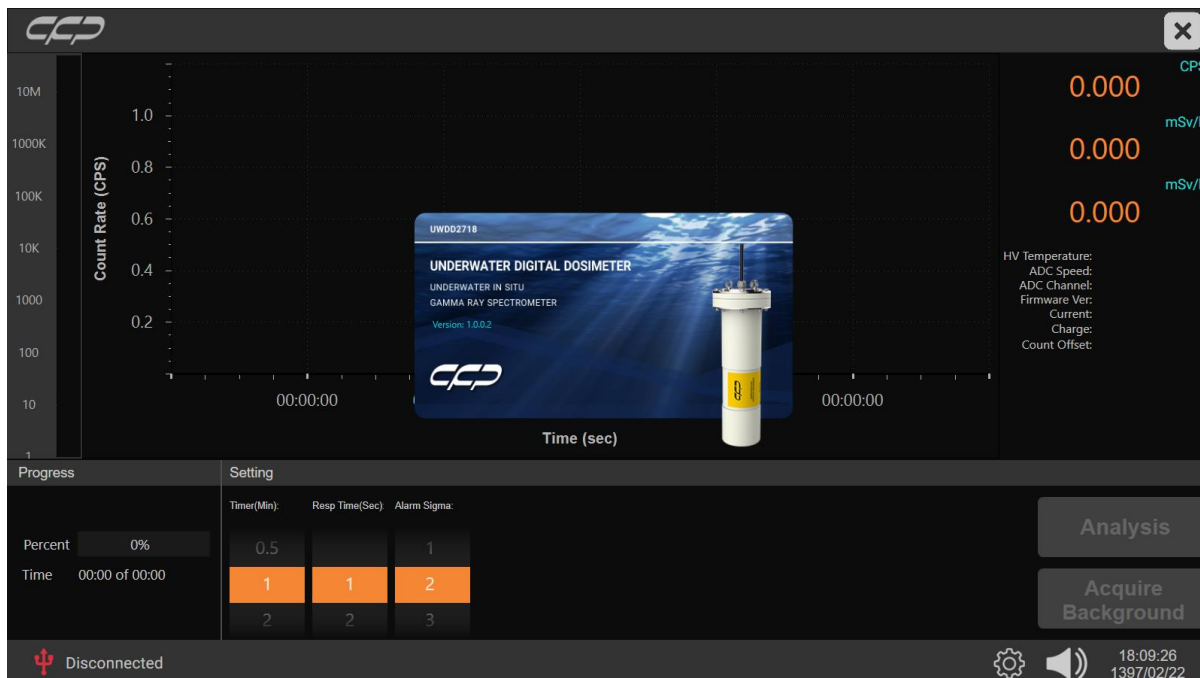 CPS
0.000
mSv/
0.000
mSv/
0.000
HV Temperature:
ADC Speed:
ADC Channel:
Firmware Ver:
Current:
Charge:
Count Offset:
10M
1000K
100K
10K
1000
100
10
1
Count Rate (CPS)
1.0
0.8
0.6
0.4
0.2
00:00:00
00:00:00
Time (sec)
UWDD2718
UNDERWATER DIGITAL DOSIMETER
UNDERWATER IN SITU
GAMMA RAY SPECTROMETER
Version: 1.0.0.2
Progress
Percent 0%
Time 00:00 of 00:00
Setting
Timer(Min): Resp Time(Sec): Alarm Sigma:
0.5 1
1 1 2
2 2 3
Analysis
Acquire
Background
Disconnected
18:09:26
1397/02/22